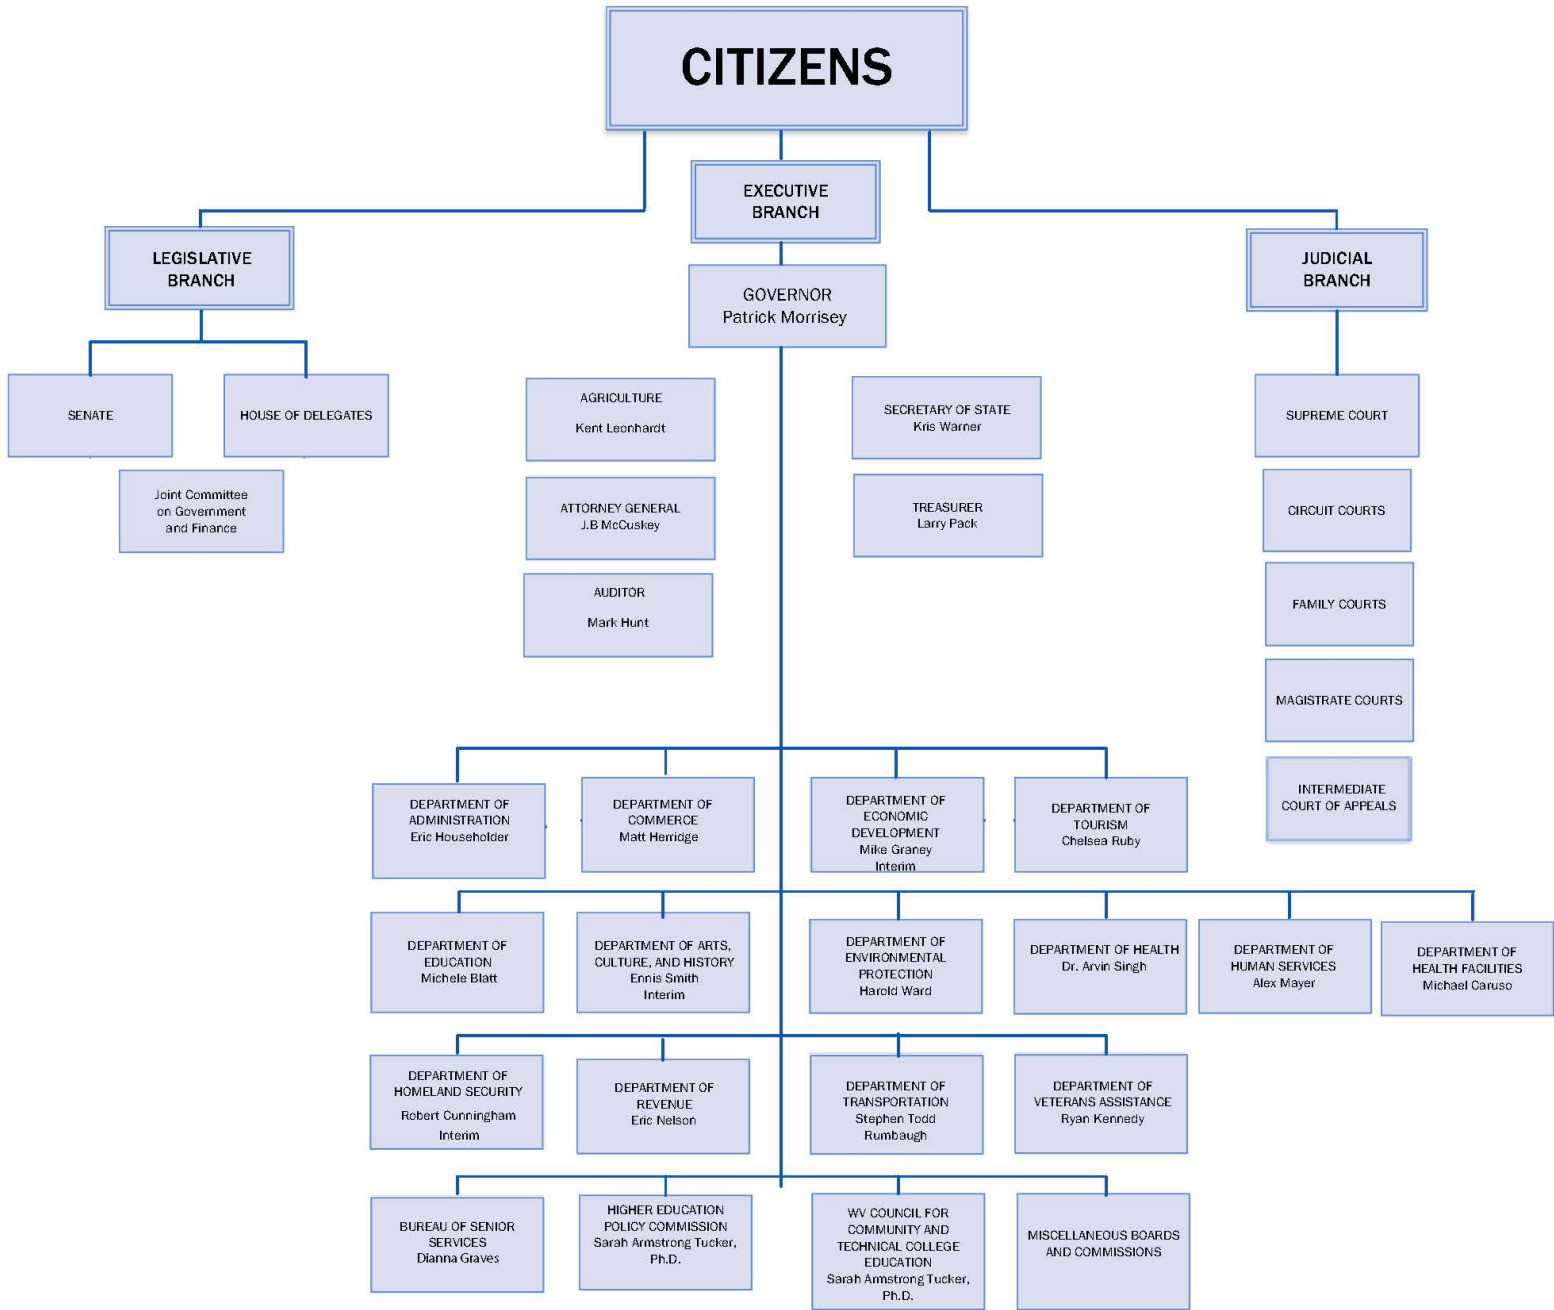 CITIZENS
EXECUTIVE
BRANCH
LEGISLATIVE
BRANCH
JUDICIAL
BRANCH
GOVERNOR
Patrick Morrisey
SENATE
HOUSE OF DELEGATES
Joint Committee
on Government
and Finance
AGRICULTURE
Kent Leonhardt
SECRETARY OF STATE
Kris Warner
ATTORNEY GENERAL
J.B McCuskey
TREASURER
Larry Pack
AUDITOR
Mark Hunt
SUPREME COURT
CIRCUIT COURTS
FAMILY COURTS
MAGISTRATE COURTS
INTERMEDIATE
COURT OF APPEALS
DEPARTMENT OF
ADMINISTRATION
Eric Householder
DEPARTMENT OF
COMMERCE
Matt Herridge
DEPARTMENT OF
ECONOMIC
DEVELOPMENT
Mike Graney
Interim
DEPARTMENT OF
TOURISM
Chelsea Ruby
DEPARTMENT OF
EDUCATION
Michele Blatt
DEPARTMENT OF ARTS,
CULTURE, AND HISTORY
Ennis Smith
Interim
DEPARTMENT OF
ENVIRONMENTAL
PROTECTION
Harold Ward
DEPARTMENT OF HEALTH
Dr. Arvin Singh
DEPARTMENT OF
HUMAN SERVICES
Alex Mayer
DEPARTMENT OF
HEALTH FACILITIES
Michael Caruso
DEPARTMENT OF
HOMELAND SECURITY
Robert Cunningham
Interim
DEPARTMENT OF
REVENUE
Eric Nelson
DEPARTMENT OF
TRANSPORTATION
Stephen Todd
Rumbaugh
DEPARTMENT OF
VETERANS ASSISTANCE
Ryan Kennedy
BUREAU OF SENIOR
SERVICES
Dianna Graves
HIGHER EDUCATION
POLICY COMMISSION
Sarah Armstrong Tucker,
Ph.D.
WV COUNCIL FOR
COMMUNITY AND
TECHNICAL COLLEGE
EDUCATION
Sarah Armstrong Tucker,
Ph.D.
MISCELLANEOUS BOARDS
AND COMMISSIONS